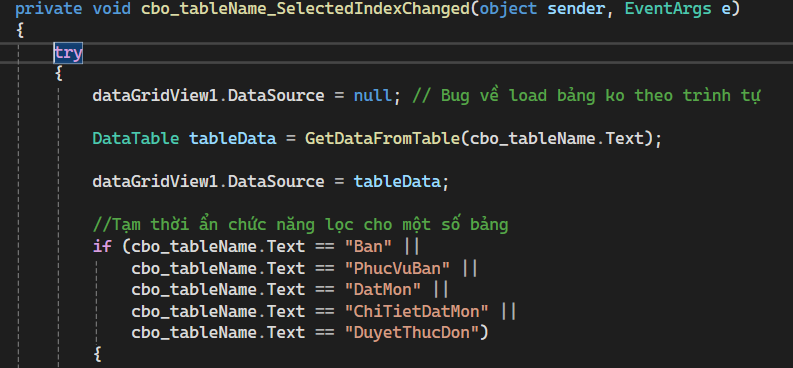 private void cbo_tableName_SelectedIndexChanged(object sender, EventArgs e)
{
try
{
dataGridView1.DataSource = null; // Bug về load bảng ko theo trình tự
DataTable tableData = GetDataFromTable(cbo_tableName.Text);
dataGridView1.DataSource = tableData;
//Tạm thời ẩn chức năng lọc cho một số bảng
if (cbo_tableName.Text == "Ban" ||
cbo_tableName.Text == "PhucVuBan" ||
cbo_tableName.Text == "DatMon" ||
cbo_tableName.Text == "ChiTietDatMon" ||
cbo_tableName.Text == "DuyetThucDon")
{